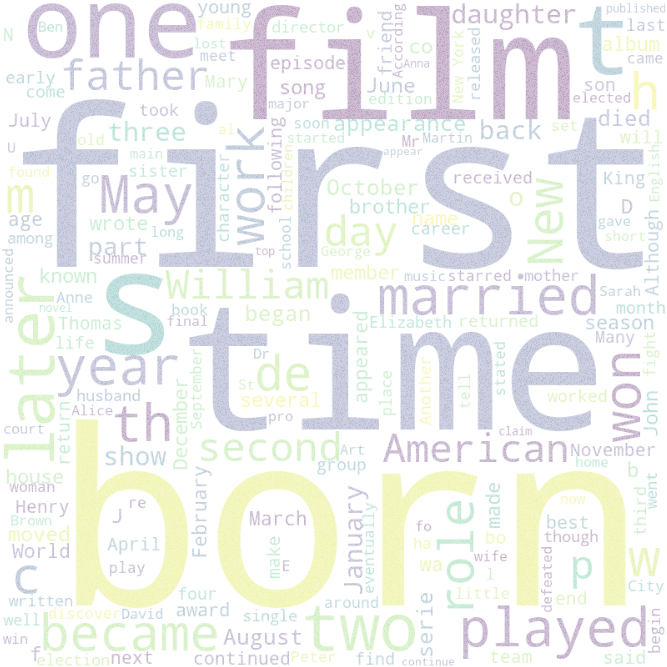 one
film
t
h
first
time
born
young
family
Ben
N
director
friend
v
co
According
Anna
daughter
published
last
album
came
New York
released
early
come
lost
meet
father
Mary
episode
song
June
edition
son
elected
July
U
took
three
major
soon
started
appearance
back
Mr
Martin
set
died
will
found
old
al
main
sister
go
m
May
work
following
children
school
appear
English
King
received
age
among
wrote
long
character
October
brother
name
career
o
New
D
gave
short
Although
part
summer
day
George
top
member
music
starred
mother
Sarah
month
announced
known
Anne
novel
s
William
began
book
final
married
Elizabeth
returned
season
Many
fight
Thomas
life
later
year
husband
Alice
September
Dr
de
St
several
pro
appeared
place
Another
tell
stated
worked
won
John
court
return
th
December
second
American
claim
November
home
b
house
show
group
Art
woman
Henry
Brown
moved
World
re
J
play
April
February
March
E
make
January
eventually
fo
ha
wa
bo
wife
l
little
role
made
defeated
best
though
now
third
went
w
City
p
end
c
written
well
win
discover
David
four
award
single
around
serie
became
two
played
begin
f
election
next
August
continued
Peter
find
continue
team
said